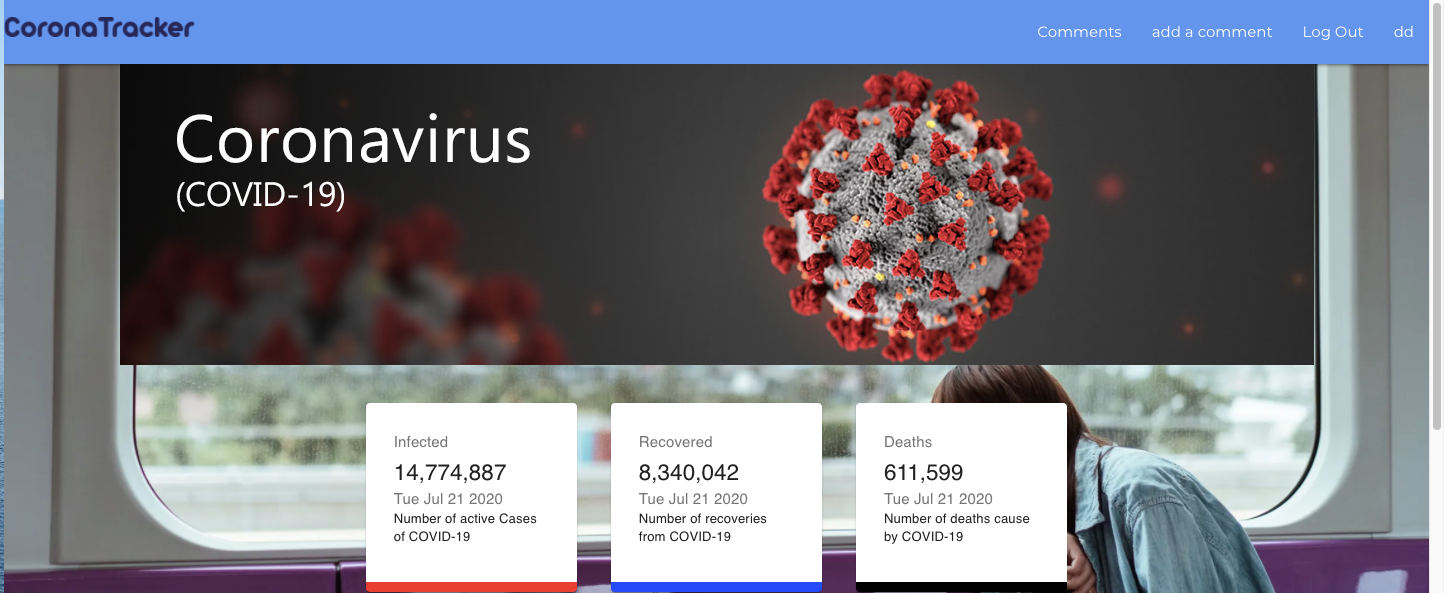 CoronaTracker
Comments add a comment Log Out dd
Coronavirus
(COVID-19)
Infected
14,774,887
Tue Jul 21 2020
Number of active Cases
of COVID-19
Recovered
8,340,042
Tue Jul 21 2020
Number of recoveries
from COVID-19
Deaths
611,599
Tue Jul 21 2020
Number of deaths cause
by COVID-19